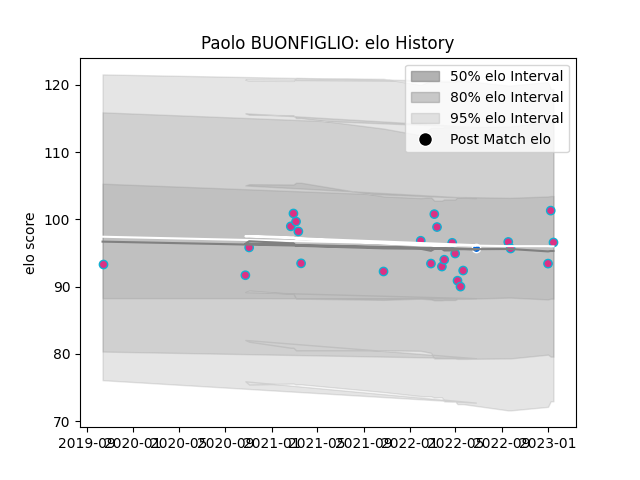 Paolo BUONFIGLIO: elo History
50% elo Interval
80% elo Interval
95% elo Interval
Post Match elo
elo score
120
110
100
90
80
70
2019-09 2020-01 2020-05 2020-09 2021-01 2021-05 2021-09 2022-01 2022-05 2022-09 2023-01